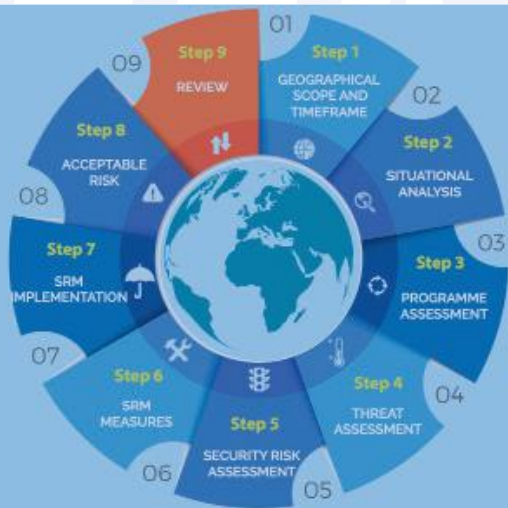 01
Step 1
GEOGRAPHICAL
SCOPE AND
TIMEFRAME
02
Step 2
SITUATIONAL
ANALYSIS
03
Step 3
PROGRAMME
ASSESSMENT
04
Step 4
THREAT
ASSESSMENT
05
Step 5
SECURITY RISK
ASSESSMENT
06
Step 6
SRM
MEASURES
07
Step 7
SRM
IMPLEMENTATION
08
Step 8
ACCEPTABLE
RISK
09
Step 9
REVIEW